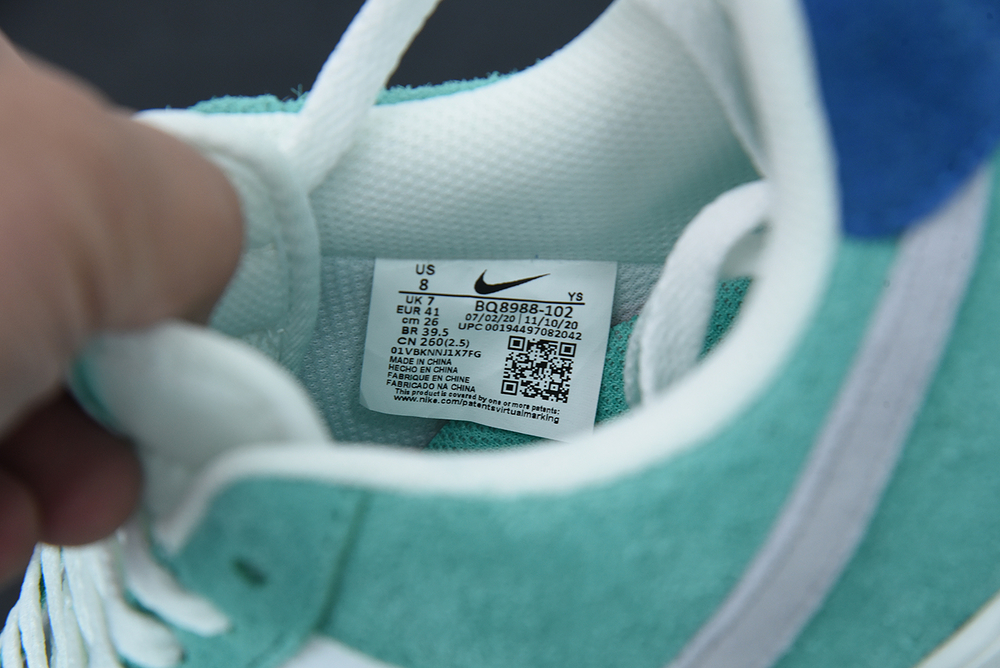 US
8
YS
UK 7
BQ8988-102
EUR 41
07/02/20 | 11/10/20
cm 26
UPC 00194497082042
BR 39.5
CN 260(2.5)
01VBKNNJ1X7FG
MADE IN CHINA
HECHO EN CHINA
FABRIQUE EN CHINE
FABRICADO NA CHINA
This product is covered by one or more patents:
www.nike.com/patentsvirtualmarking